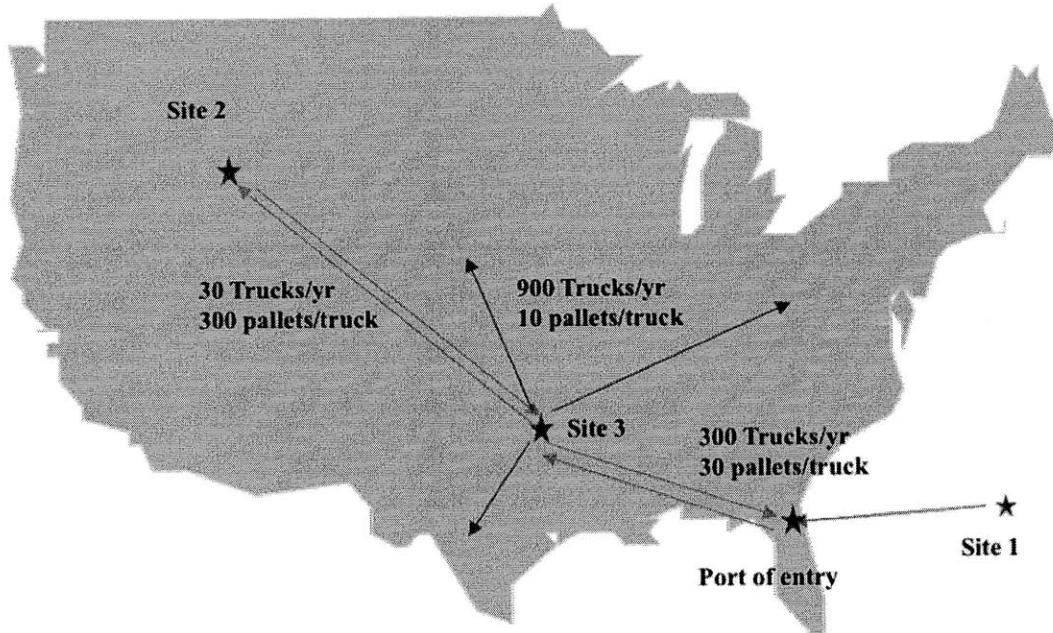 Site 2
30 Trucks/yr
300 pallets/truck
900 Trucks/yr
10 pallets/truck
Site 3
300 Trucks/yr
30 pallets/truck
Site 1
Port of entry